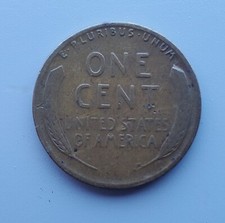 E·PLURIBUS·UNUM
ONE
CENT
UNITED STATES
OF AMERICA